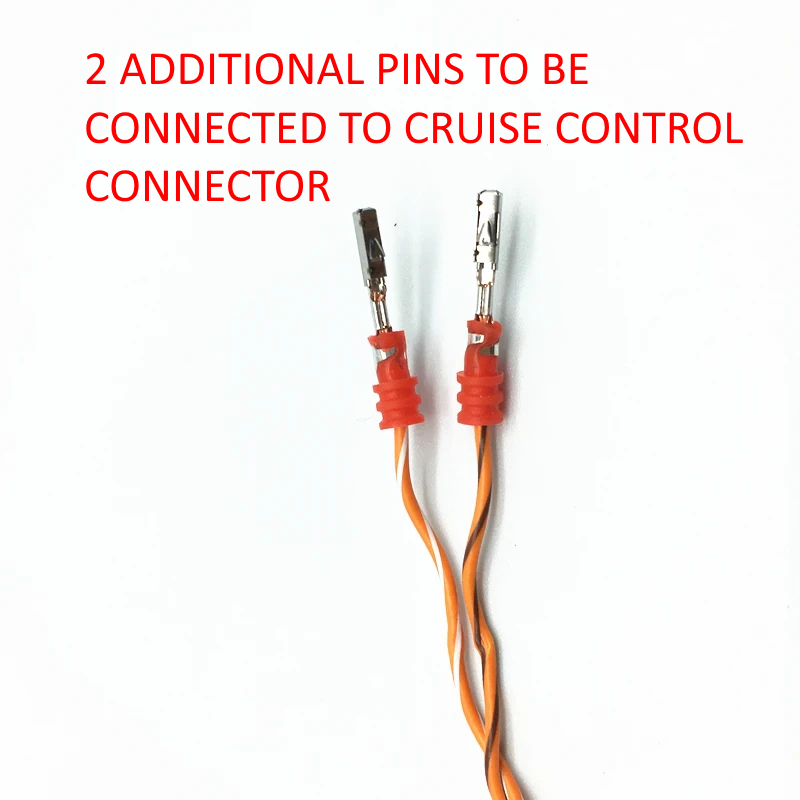 2 ADDITIONAL PINS TO BE
CONNECTED TO CRUISE CONTROL
CONNECTOR